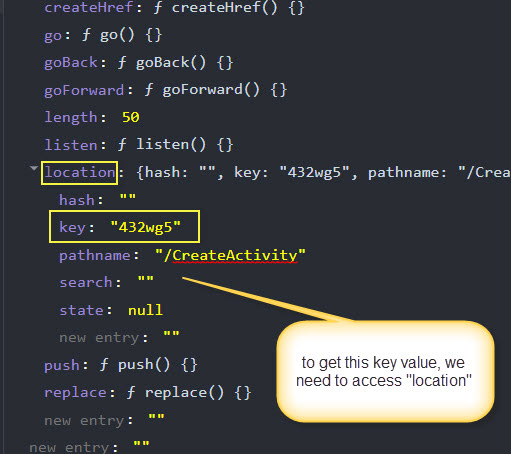 createHref: ƒ createHref() {}
go: ƒ go() {}
goBack: ƒ goBack() {}
goForward: ƒ goForward() {}
length: 50
listen: ƒ listen() {}
location: {hash: "", key: "432wg5", pathname: "/Crea
hash: ""
key: "432wg5"
pathname: "/CreateActivity"
search: ""
state: null
new entry: ""
push: ƒ push() {}
replace: ƒ replace() {}
new entry: ""
new entry: ""
to get this key value, we
need to access "location"